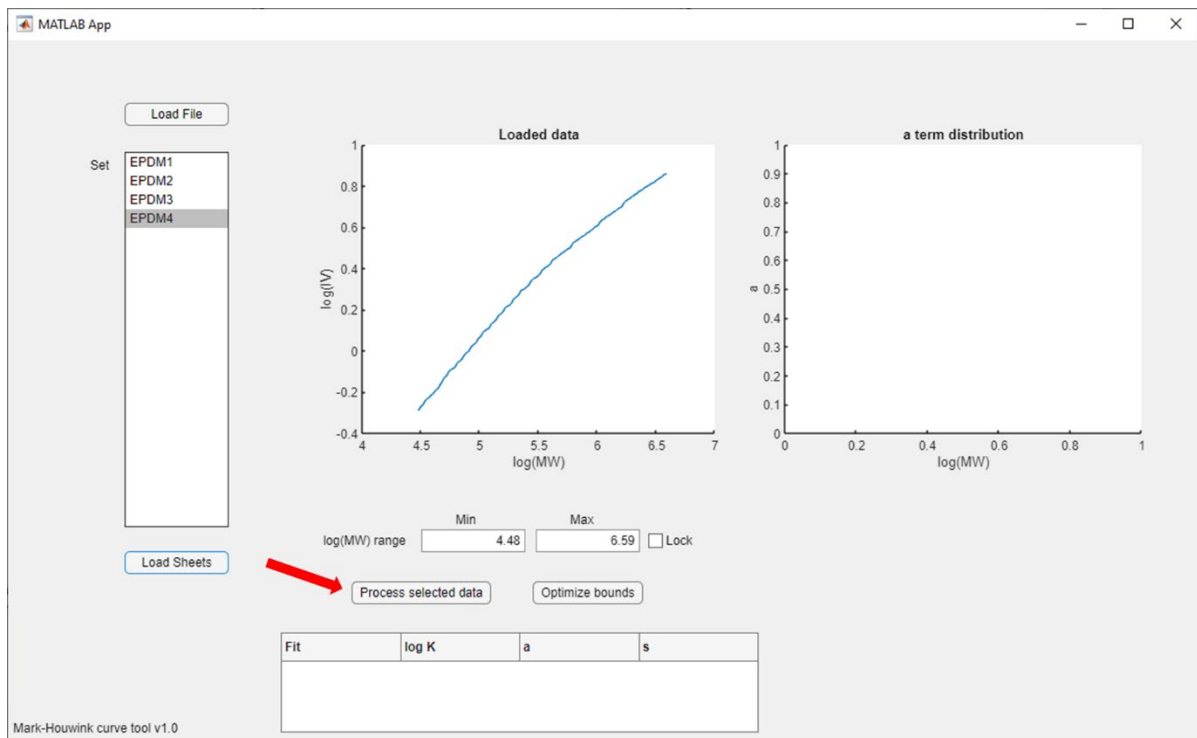 MATLAB App
Load File
Set
EPDM1
EPDM2
EPDM3
EPDM4
Load Sheets
Loaded data
1
0.8
0.6
0.4
0.2
0
-0.2
-0.4
log(IV)
4 4.5 5 5.5 6 6.5 7
log(MW)
a term distribution
1
0.9
0.8
0.7
0.6
0.5
0.4
0.3
0.2
0.1
0
a
0 0.2 0.4 0.6 0.8 1
log(MW)
Min Max
log(MW) range 4.48 6.59 Lock
Process selected data Optimize bounds
Fit log K a s
Mark-Houwink curve tool v1.0